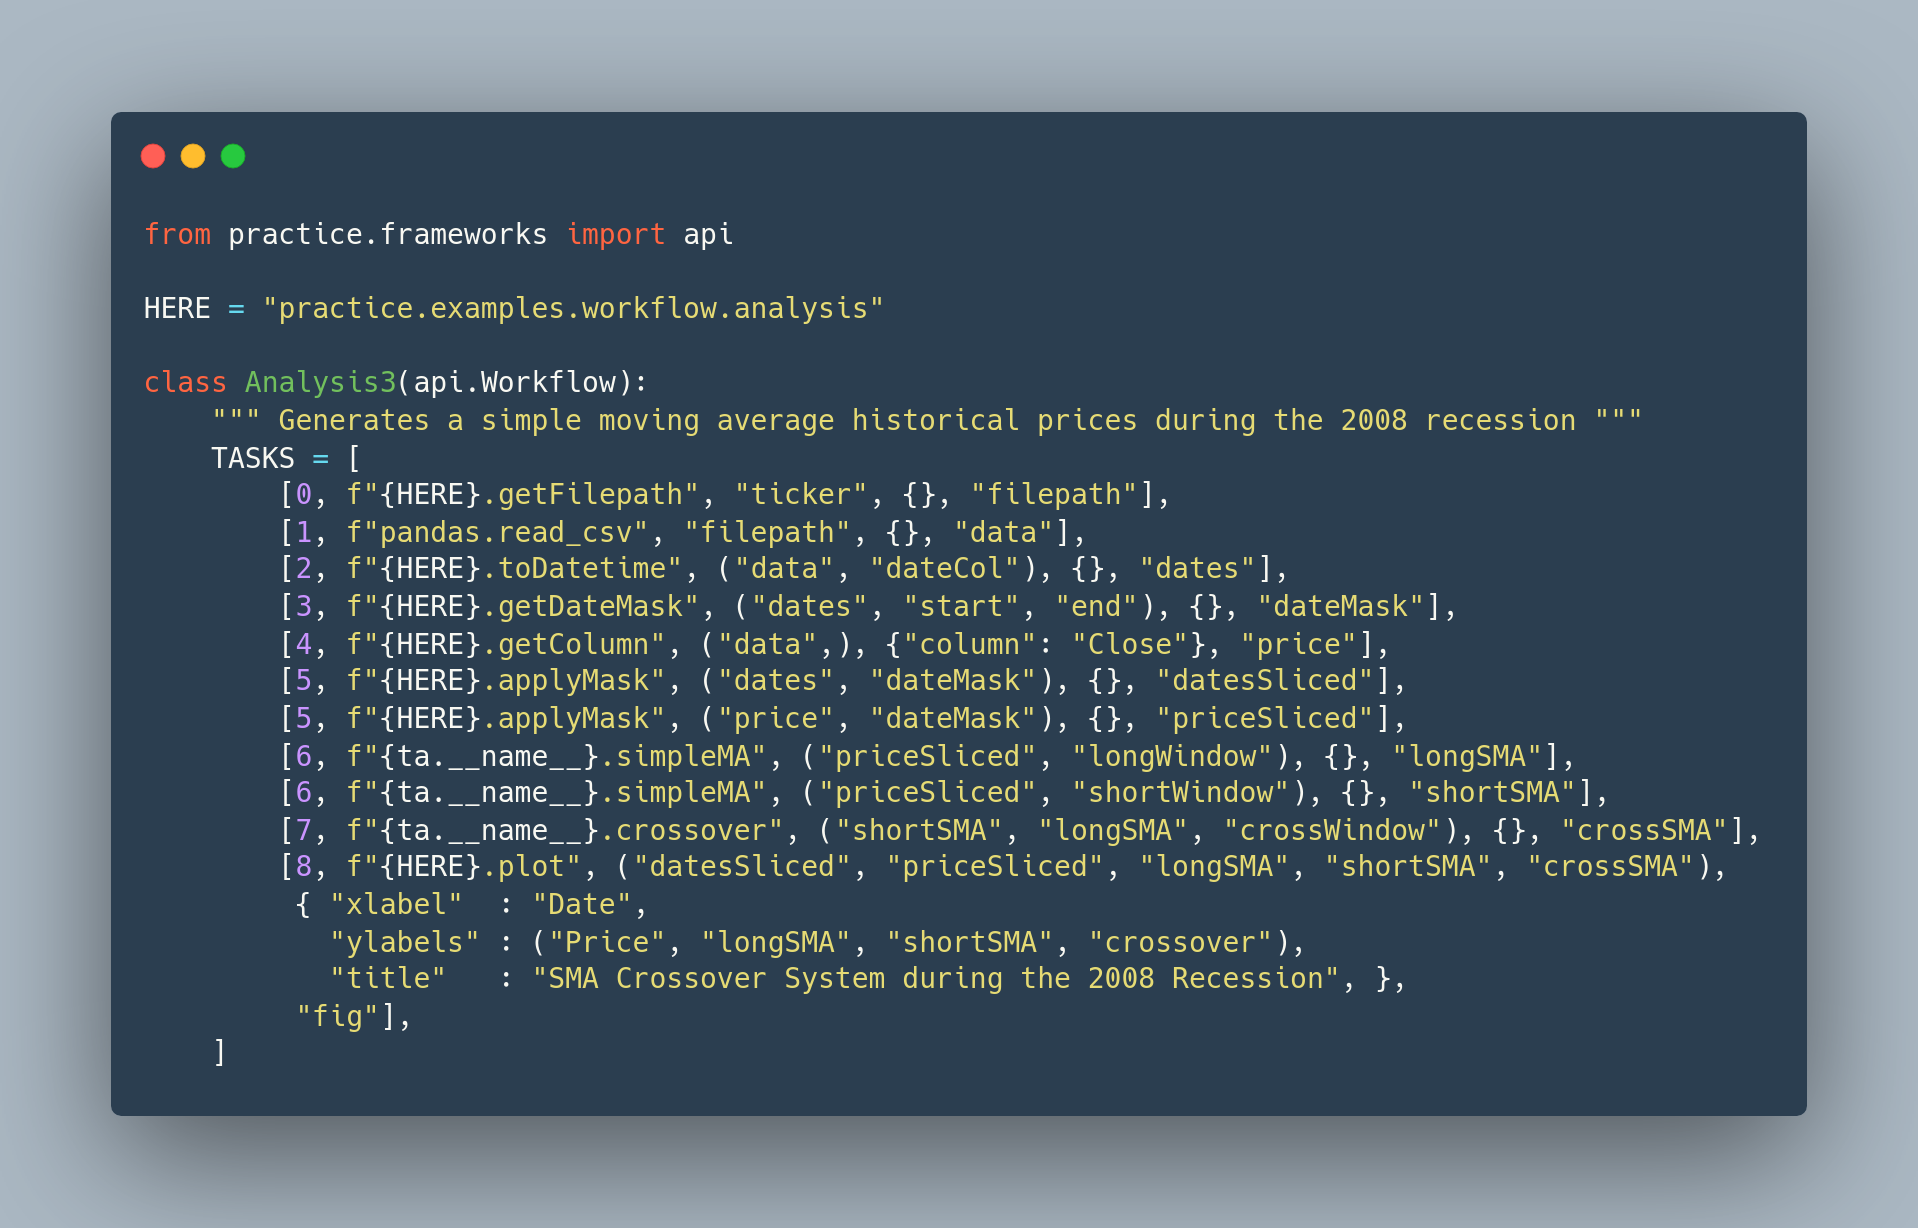 from practice.frameworks import api

HERE = "practice.examples.workflow.analysis"

class Analysis3(api.Workflow):
    """ Generates a simple moving average historical prices during the 2008 recession """
    TASKS = [
        [0, f"{HERE}.getFilepath", "ticker", {}, "filepath"],
        [1, f"pandas.read_csv", "filepath", {}, "data"],
        [2, f"{HERE}.toDatetime", ("data", "dateCol"), {}, "dates"],
        [3, f"{HERE}.getDateMask", ("dates", "start", "end"), {}, "dateMask"],
        [4, f"{HERE}.getColumn", ("data",), {"column": "Close"}, "price"],
        [5, f"{HERE}.applyMask", ("dates", "dateMask"), {}, "datesSliced"],
        [5, f"{HERE}.applyMask", ("price", "dateMask"), {}, "priceSliced"],
        [6, f"{ta.__name__}.simpleMA", ("priceSliced", "longWindow"), {}, "longSMA"],
        [6, f"{ta.__name__}.simpleMA", ("priceSliced", "shortWindow"), {}, "shortSMA"],
        [7, f"{ta.__name__}.crossover", ("shortSMA", "longSMA", "crossWindow"), {}, "crossSMA"],
        [8, f"{HERE}.plot", ("datesSliced", "priceSliced", "longSMA", "shortSMA", "crossSMA"),
         { "xlabel"  : "Date",
           "ylabels" : ("Price", "longSMA", "shortSMA", "crossover"),
           "title"   : "SMA Crossover System during the 2008 Recession", },
         "fig"],
    ]